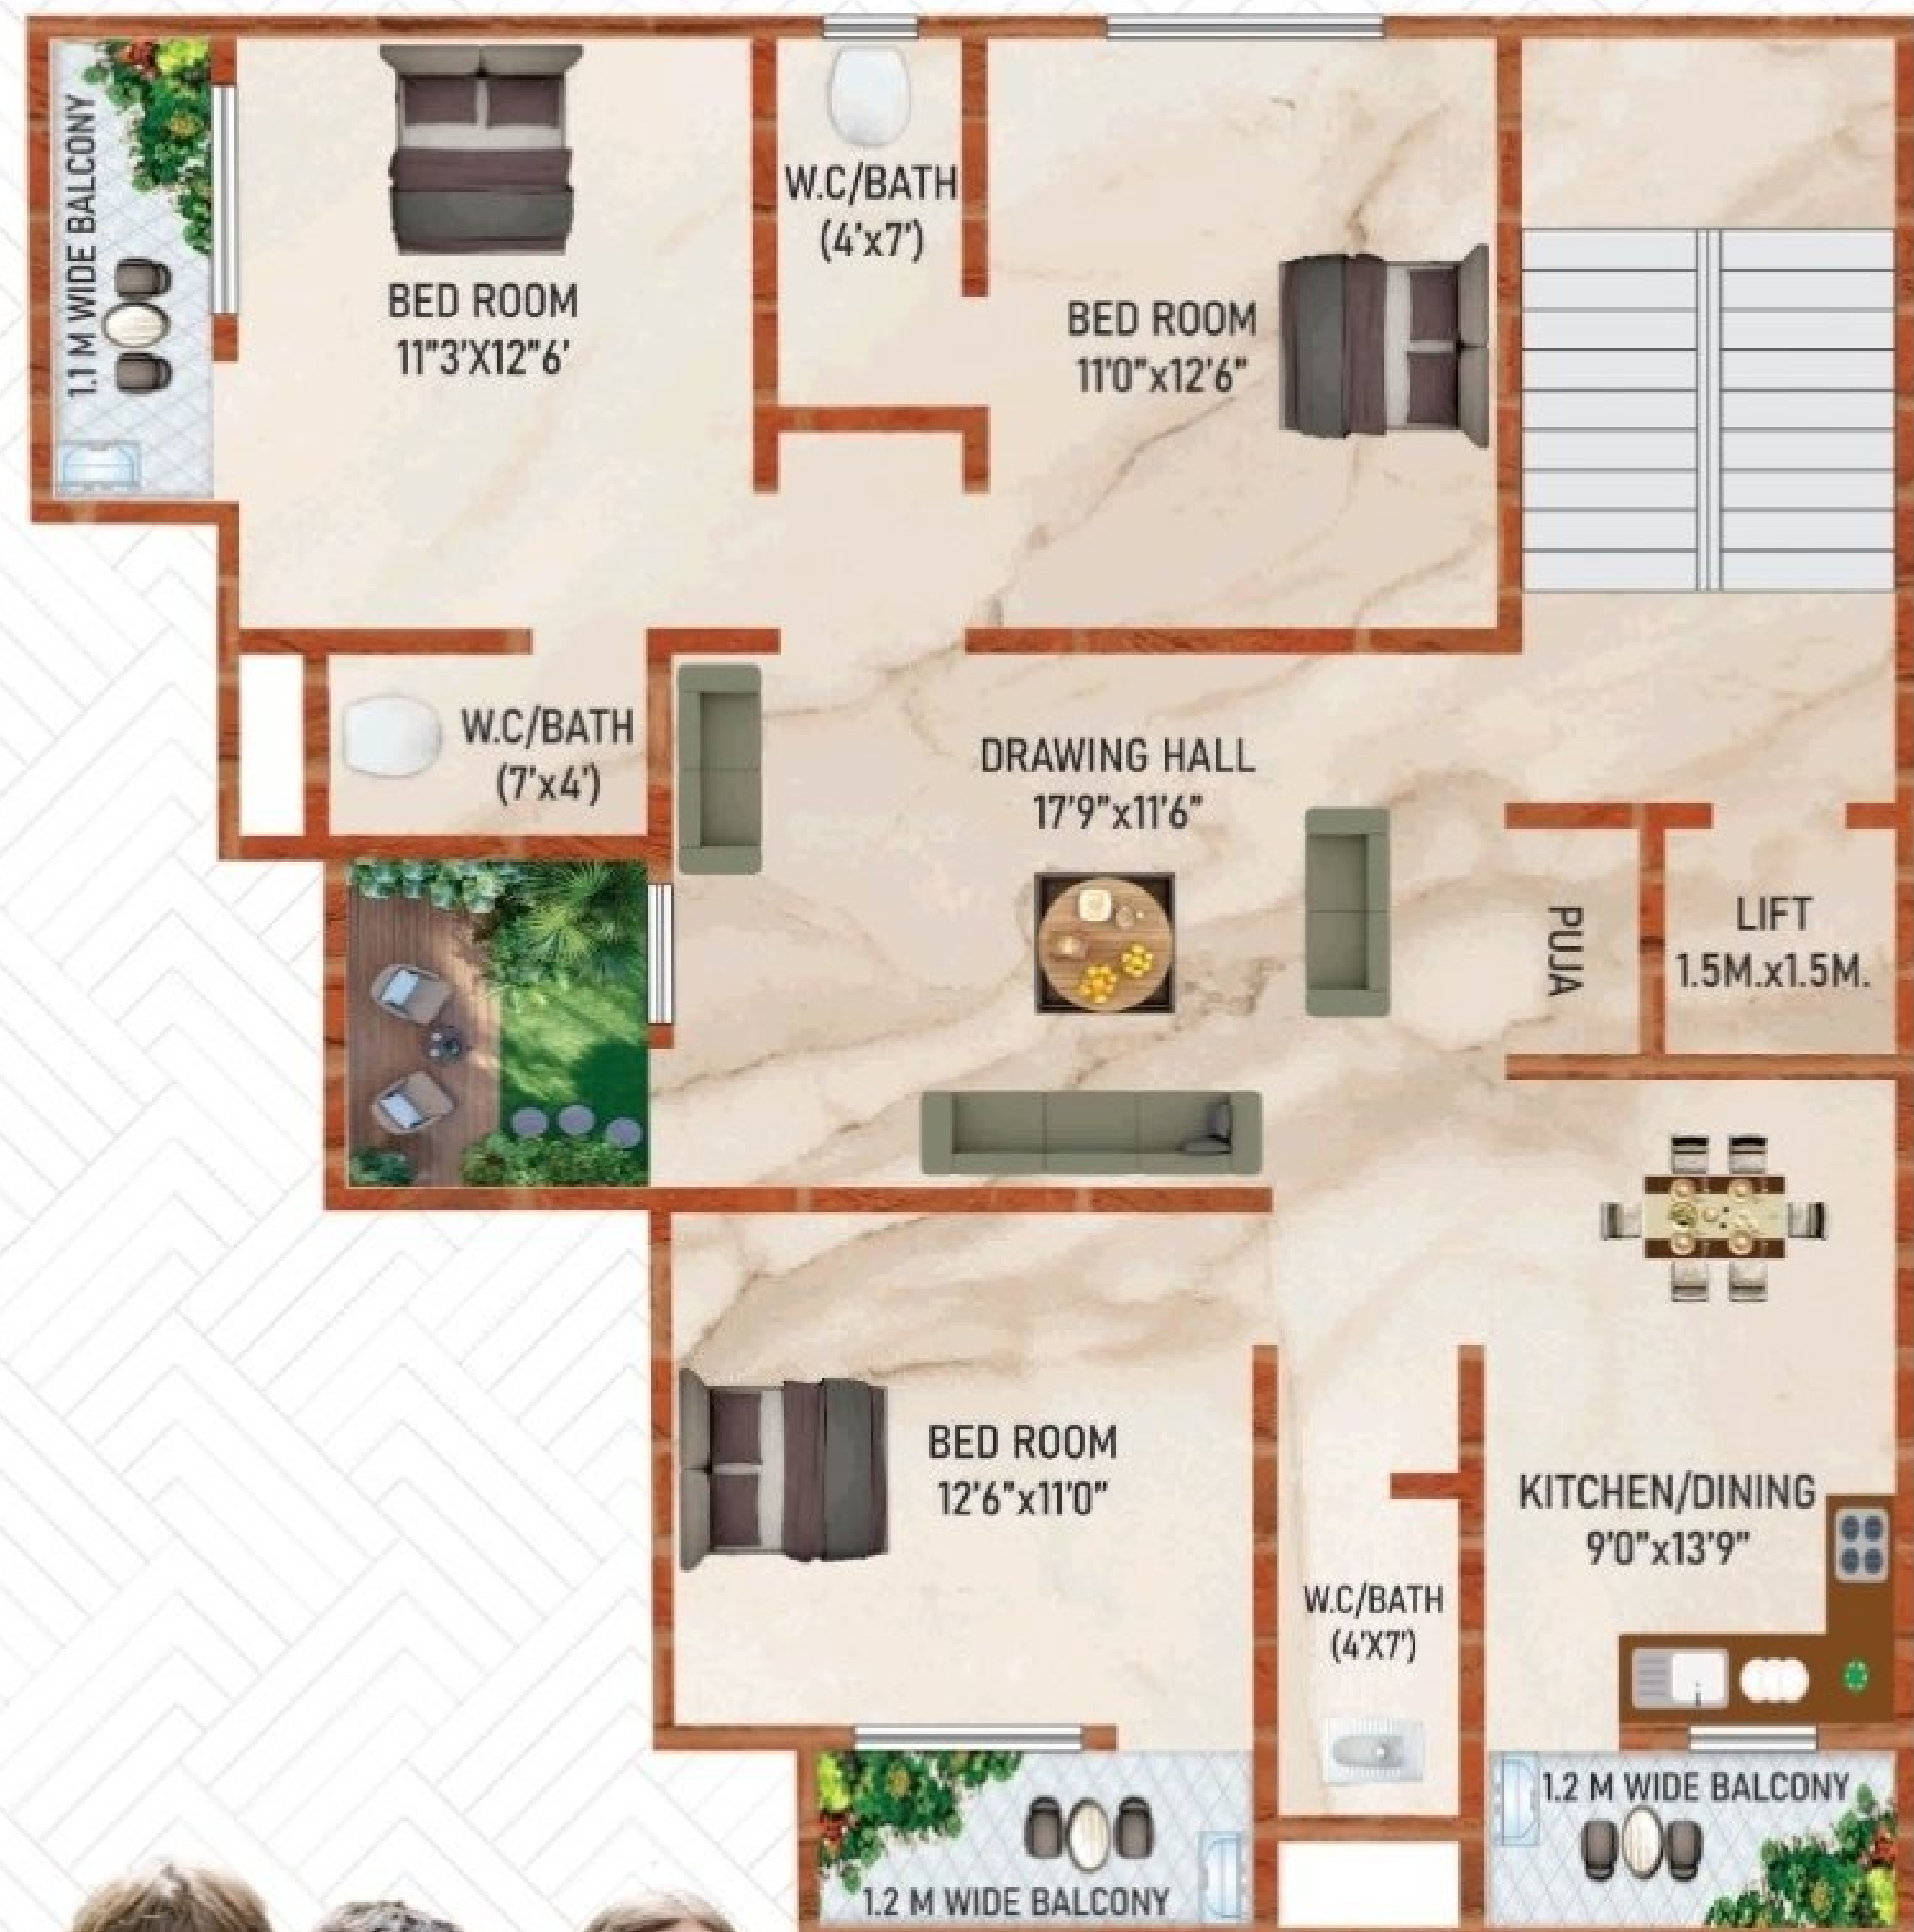 1.1 M WIDE BALCONY
BED ROOM
11"3'X12"6'
W.C/BATH
(4'x7')
BED ROOM
11'0"x12'6"
W.C/BATH
(7'x4')
DRAWING HALL
17'9"x11'6"
PUJA
LIFT
1.5M.x1.5M.
BED ROOM
12'6"x11'0"
KITCHEN/DINING
9'0"x13'9"
W.C/BATH
(4'X7')
1.2 M WIDE BALCONY
1.2 M WIDE BALCONY